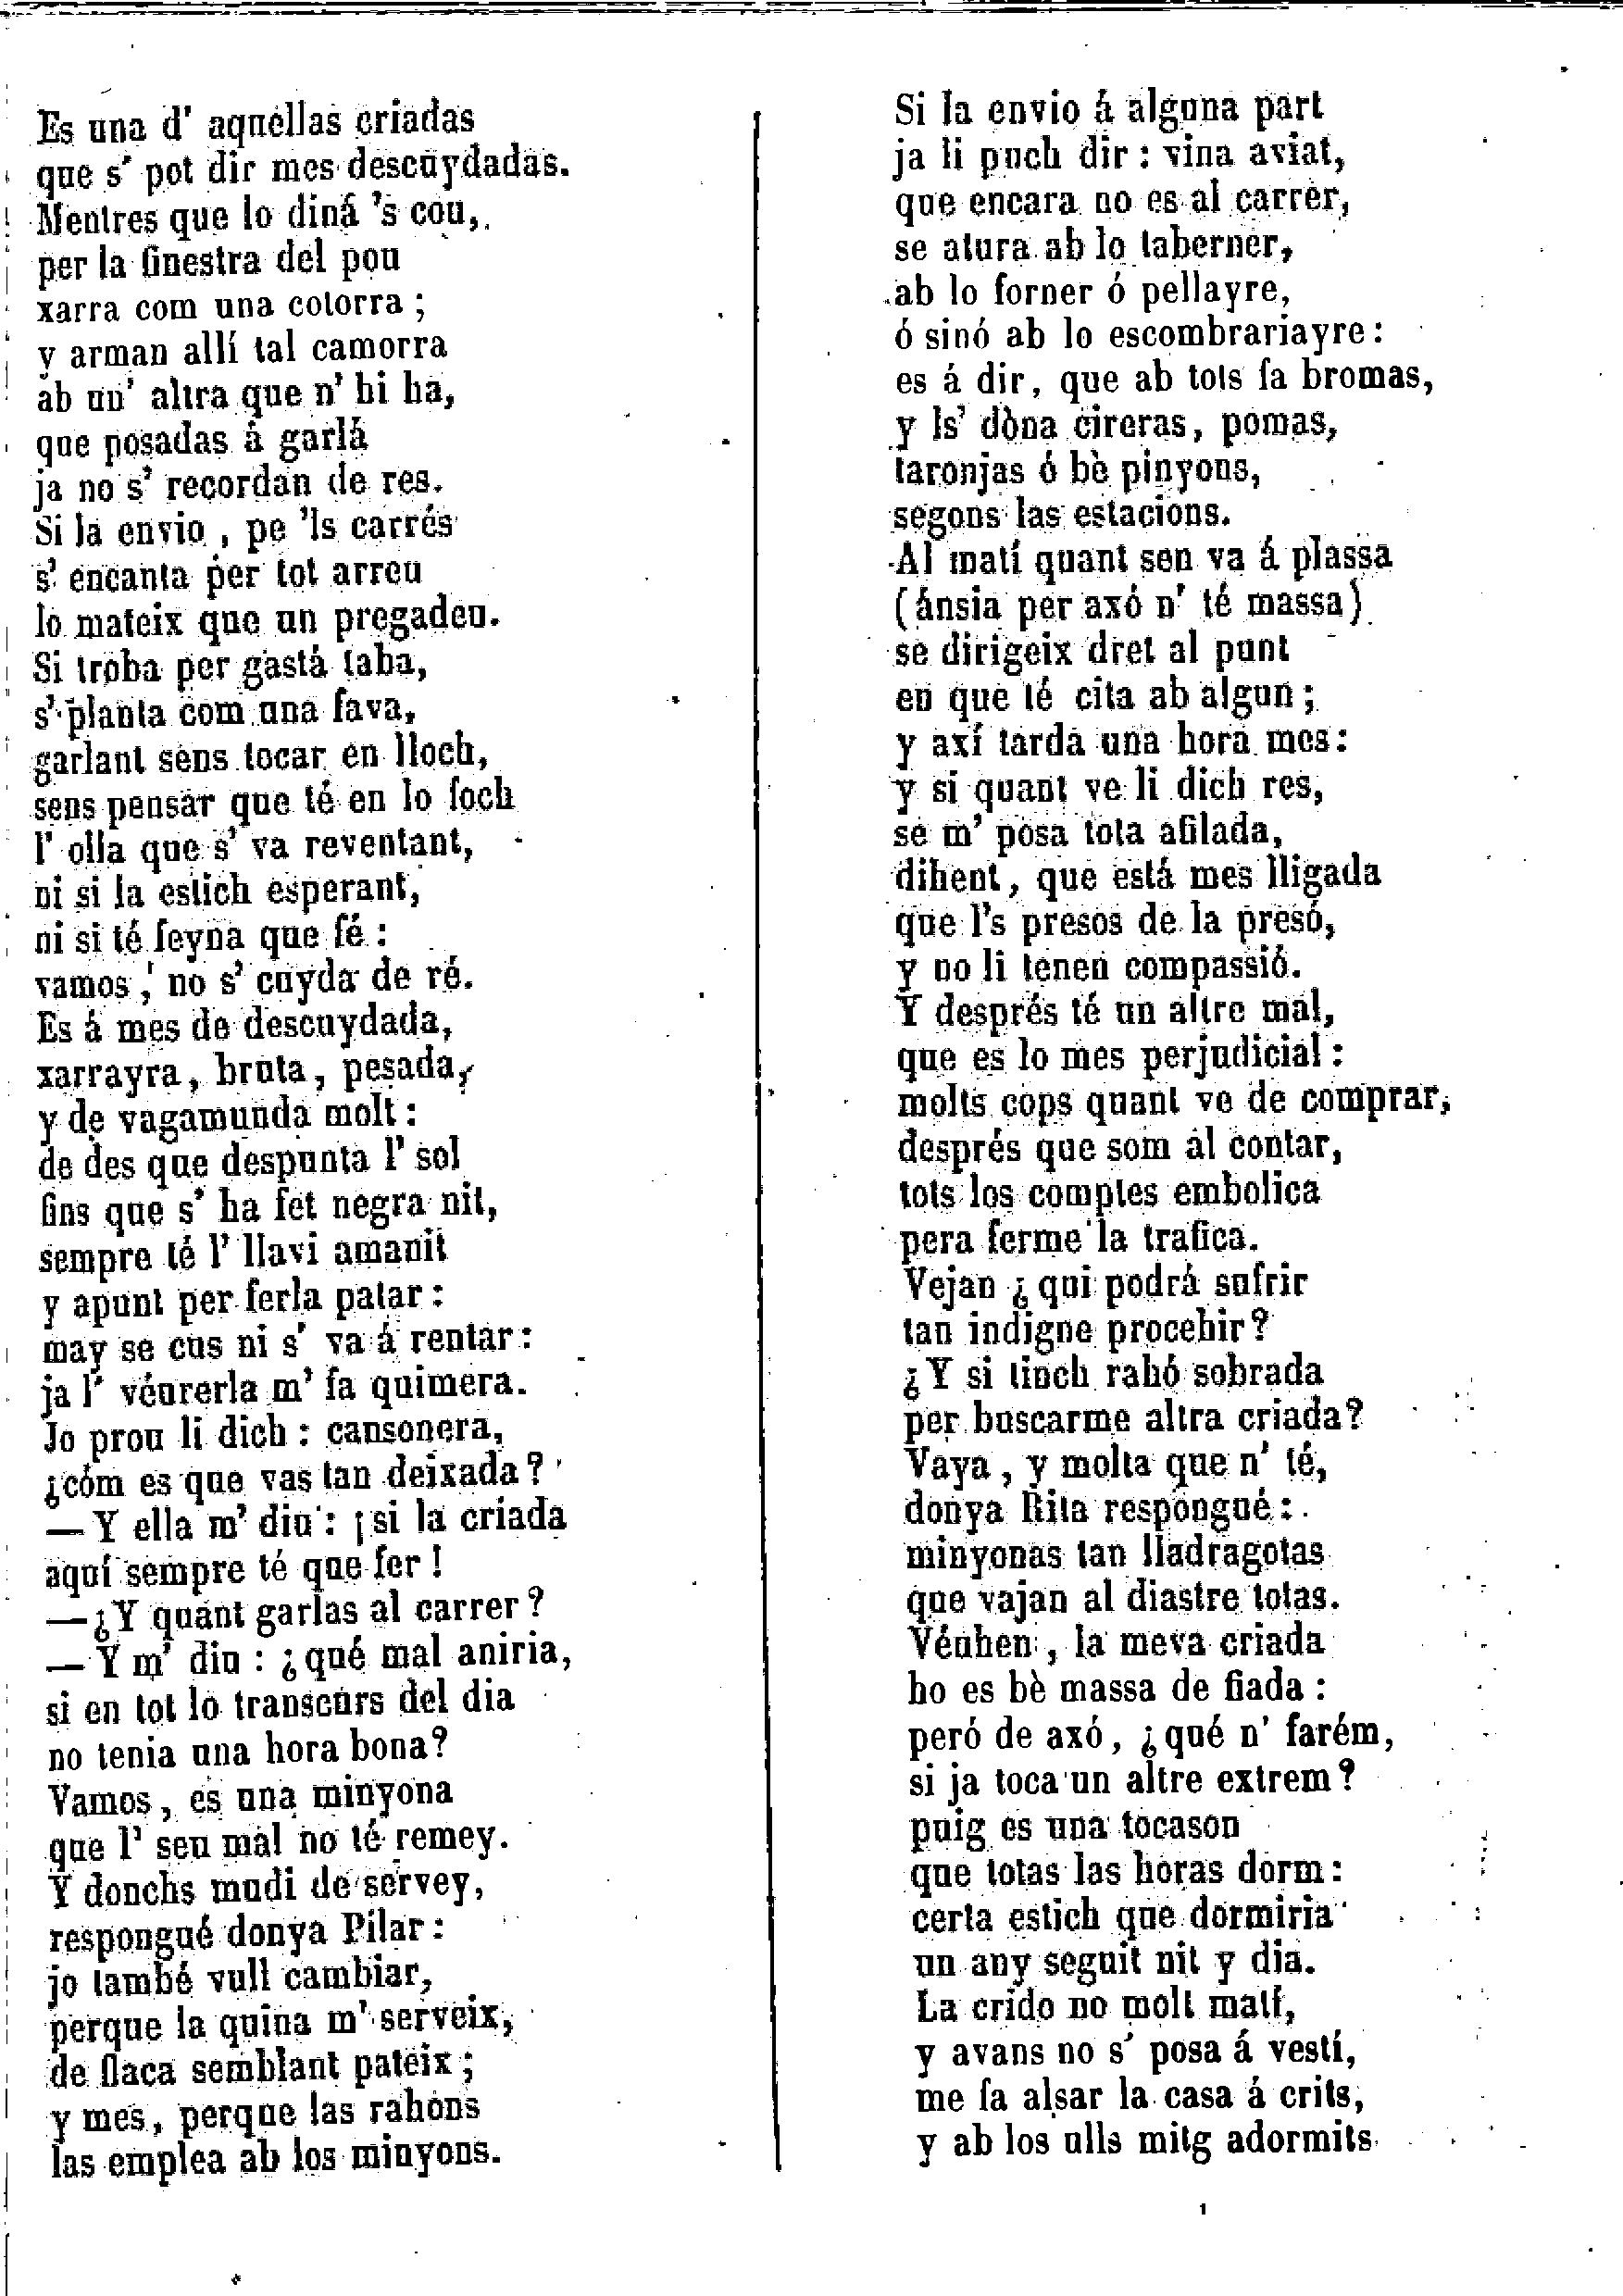 Es una d' aquellas criadas
que s' pot dir mes descuydadas.
Mentres que lo diná 's cou,
per la finestra del pou
xarra com una cotorra;
y arman allí tal camorra
ab un' altra que n' hi ha,
que posadas á garlá
ja no s' recordan de res.
Si la envio, pe 'ls carrés
s' encanta per tot arreu
lo mateix que un pregadeu.
Si troba per gastá taba,
s' planta com una fava,
garlant sens tocar en lloch,
sens pensar que té en lo foch
l' olla que s' va reventant,
ni si la estich esperant,
ni si té feyna que fé:
vamos, no s' cuyda de ré.
Es á mes de descuydada,
xarrayra, bruta, pesada,
y de vagamunda molt:
de des que despunta l' sol
fins que s' ha fet negra nit,
sempre té l' llavi amanit
y apunt per ferla patar:
may se cus ni s' va á rentar:
ja l' véurerla m' fa quimera.
Jo prou li dich: cansonera,
¿cóm es que vas tan deixada?
—Y ella m' diu: ¡si la criada
aquí sempre té que fer!
—¿Y quant garlas al carrer?
—Y m' diu: ¿qué mal aniria,
si en tot lo transcurs del dia
no tenia una hora bona?
Vamos, es una minyona
que l' seu mal no té remey.
Y donchs mudi de servey,
respongué donya Pilar:
jo també vull cambiar,
perque la quina m' serveix,
de flaca semblant pateix;
y mes, perque las rahons
las emplea ab los minyons.
Si la envio á alguna part
ja li puch dir: vina aviat,
que encara no es al carrer,
se atura ab lo taberner,
ab lo forner ó pellayre,
ó sinó ab lo escombrariayre:
es á dir, que ab tots fa bromas,
y ls' dòna cireras, pomas,
taronjas ó bè pinyons,
segons las estacions.
Al matí quant sen va á plassa
(ánsia per axó n' té massa)
se dirigeix dret al punt
en que té cita ab algun;
y axí tarda una hora mes:
y si quant ve li dich res,
se m' posa tota afilada,
dihent, que está mes lligada
que l's presos de la presó,
y no li tenen compassió.
Y després té un altre mal,
que es lo mes perjudicial:
molts cops quant ve de comprar,
després que som al contar,
tots los comptes embolica
pera ferme la trafica.
Vejan ¿qui podrá sufrir
tan indigne procehir?
¿Y si tinch rahó sobrada
per buscarme altra criada?
Vaya, y molta que n' té,
donya Rita respongué:
minyonas tan lladragotas
que vajan al diastre totas.
Véuhen, la meva criada
ho es bè massa de fiada:
peró de axó, ¿qué n' farém,
si ja toca un altre extrem?
puig es una tocason
que totas las horas dorm:
certa estich que dormiria
un any seguit nit y dia.
La crido no molt matí,
y avans no s' posa á vestí,
me fa alsar la casa á crits,
y ab los ulls mitg adormits
1